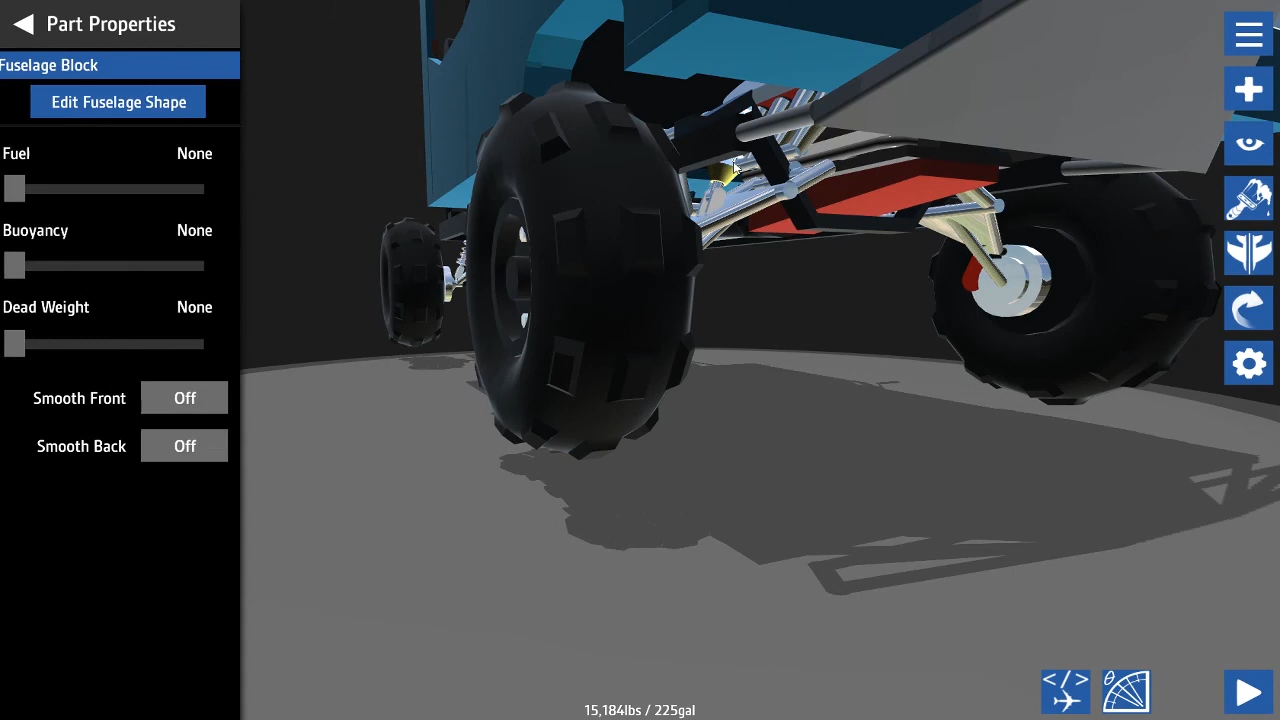 Part Properties
Fuselage Block
Edit Fuselage Shape
Fuel None
Buoyancy None
Dead Weight None
Smooth Front Off
Smooth Back Off
</>
θ
15,184lbs / 225gal